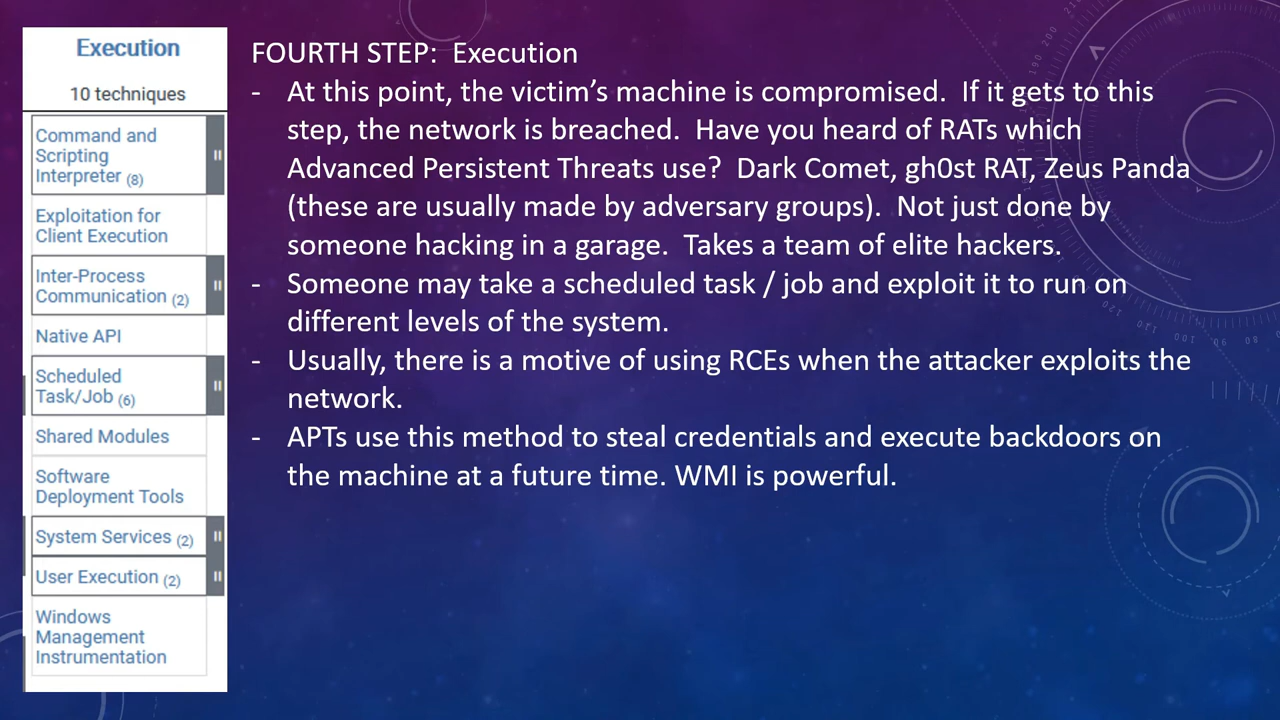 Execution
10 techniques
Command and
Scripting
Interpreter (8)
Exploitation for
Client Execution
Inter-Process
Communication (2)
Native API
Scheduled
Task/Job (6)
Shared Modules
Software
Deployment Tools
System Services (2)
User Execution (2)
Windows
Management
Instrumentation
FOURTH STEP:  Execution
- At this point, the victim's machine is compromised.  If it gets to this
step, the network is breached.  Have you heard of RATs which
Advanced Persistent Threats use?  Dark Comet, gh0st RAT, Zeus Panda
(these are usually made by adversary groups).  Not just done by
someone hacking in a garage.  Takes a team of elite hackers.
- Someone may take a scheduled task / job and exploit it to run on
different levels of the system.
- Usually, there is a motive of using RCEs when the attacker exploits the
network.
- APTs use this method to steal credentials and execute backdoors on
the machine at a future time. WMI is powerful.